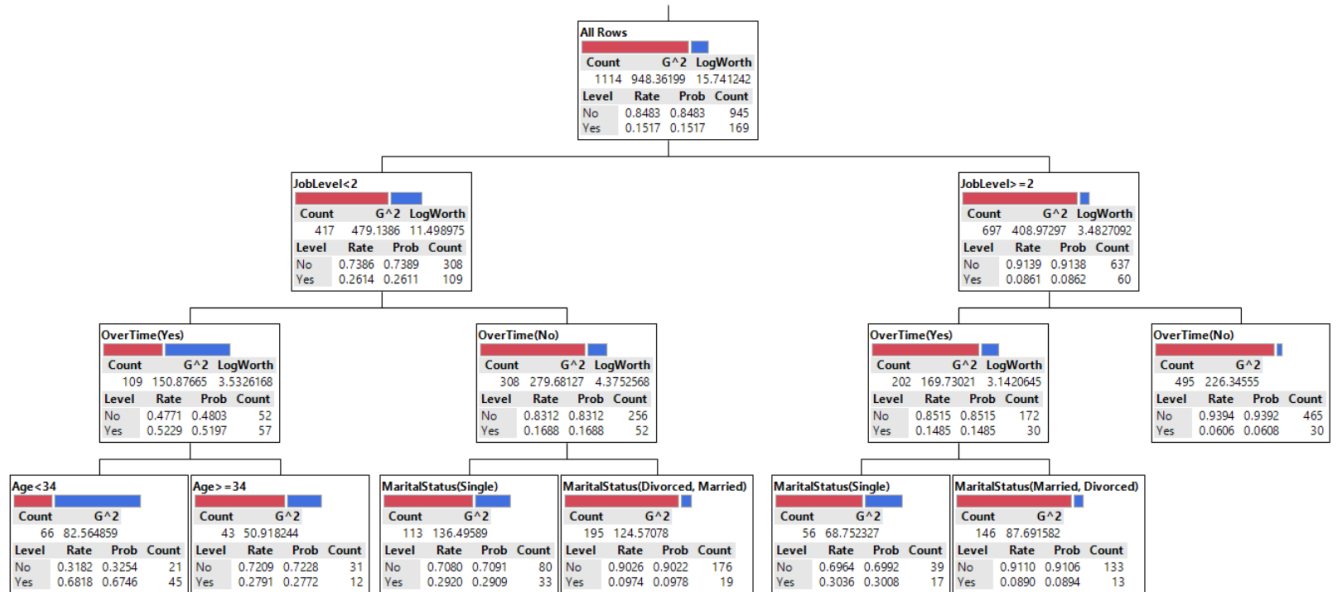 All Rows
Count G^2 LogWorth
1114 948.36199 15.741242
Level Rate Prob Count
No 0.8483 0.8483 945
Yes 0.1517 0.1517 169
JobLevel<2
Count G^2 LogWorth
417 479.1386 11.498975
Level Rate Prob Count
No 0.7386 0.7389 308
Yes 0.2614 0.2611 109
JobLevel>=2
Count G^2 LogWorth
697 408.97297 3.4827092
Level Rate Prob Count
No 0.9139 0.9138 637
Yes 0.0861 0.0862 60
OverTime(Yes)
Count G^2 LogWorth
109 150.87665 3.5326168
Level Rate Prob Count
No 0.4771 0.4803 52
Yes 0.5229 0.5197 57
OverTime(No)
Count G^2 LogWorth
308 279.68127 4.3752568
Level Rate Prob Count
No 0.8312 0.8312 256
Yes 0.1688 0.1688 52
OverTime(Yes)
Count G^2 LogWorth
202 169.73021 3.1420645
Level Rate Prob Count
No 0.8515 0.8515 172
Yes 0.1485 0.1485 30
OverTime(No)
Count G^2
495 226.34555
Level Rate Prob Count
No 0.9394 0.9392 465
Yes 0.0606 0.0608 30
Age<34
Count G^2
66 82.564859
Level Rate Prob Count
No 0.3182 0.3254 21
Yes 0.6818 0.6746 45
Age>=34
Count G^2
43 50.918244
Level Rate Prob Count
No 0.7209 0.7228 31
Yes 0.2791 0.2772 12
MaritalStatus(Single)
Count G^2
113 136.49589
Level Rate Prob Count
No 0.7080 0.7091 80
Yes 0.2920 0.2909 33
MaritalStatus(Divorced, Married)
Count G^2
195 124.57078
Level Rate Prob Count
No 0.9026 0.9022 176
Yes 0.0974 0.0978 19
MaritalStatus(Single)
Count G^2
56 68.752327
Level Rate Prob Count
No 0.6964 0.6992 39
Yes 0.3036 0.3008 17
MaritalStatus(Married, Divorced)
Count G^2
146 87.691582
Level Rate Prob Count
No 0.9110 0.9106 133
Yes 0.0890 0.0894 13